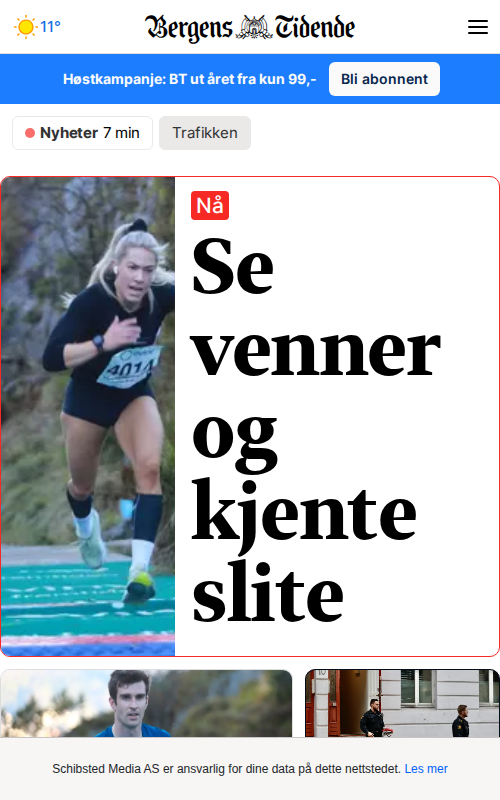 11°
Bergens Tidende
Høstkampanje: BT ut året fra kun 99,-
Bli abonnent
Nyheter 7 min
Trafikken
Nå
4014
Se
venner
og
kjente
slite
Schibsted Media AS er ansvarlig for dine data på dette nettstedet. Les mer